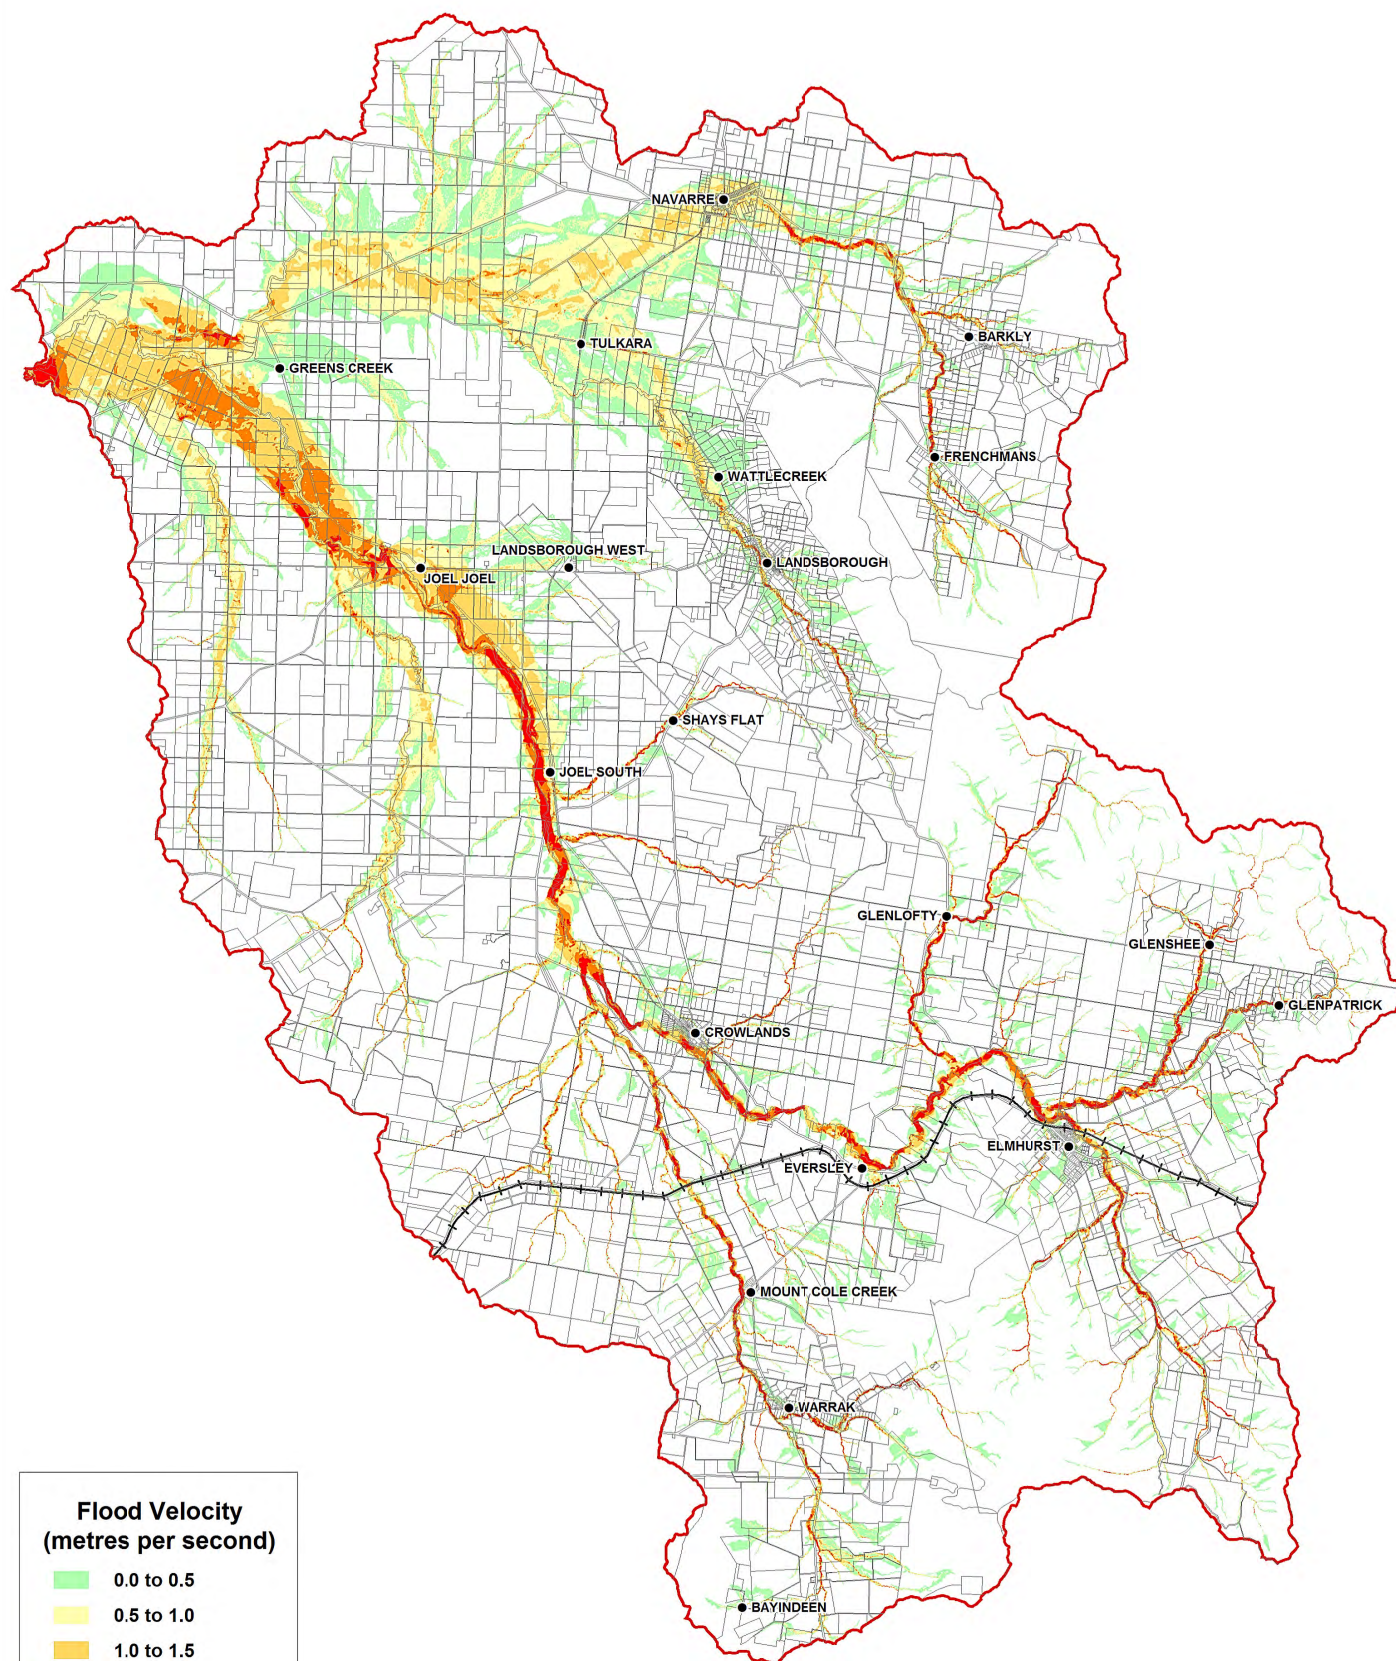 NAVARRE
BARKLY
TULKARA
GREENS CREEK
FRENCHMANS
WATTLECREEK
LANDSBOROUGH WEST
LANDSBOROUGH
JOEL JOEL
SHAYS FLAT
JOEL SOUTH
GLENLOFTY
GLENSHEE
GLENPATRICK
CROWLANDS
ELMHURST
EVERSLEY
MOUNT COLE CREEK
WARRAK
BAYINDEEN
Flood Velocity
(metres per second)
0.0 to 0.5
0.5 to 1.0
1.0 to 1.5